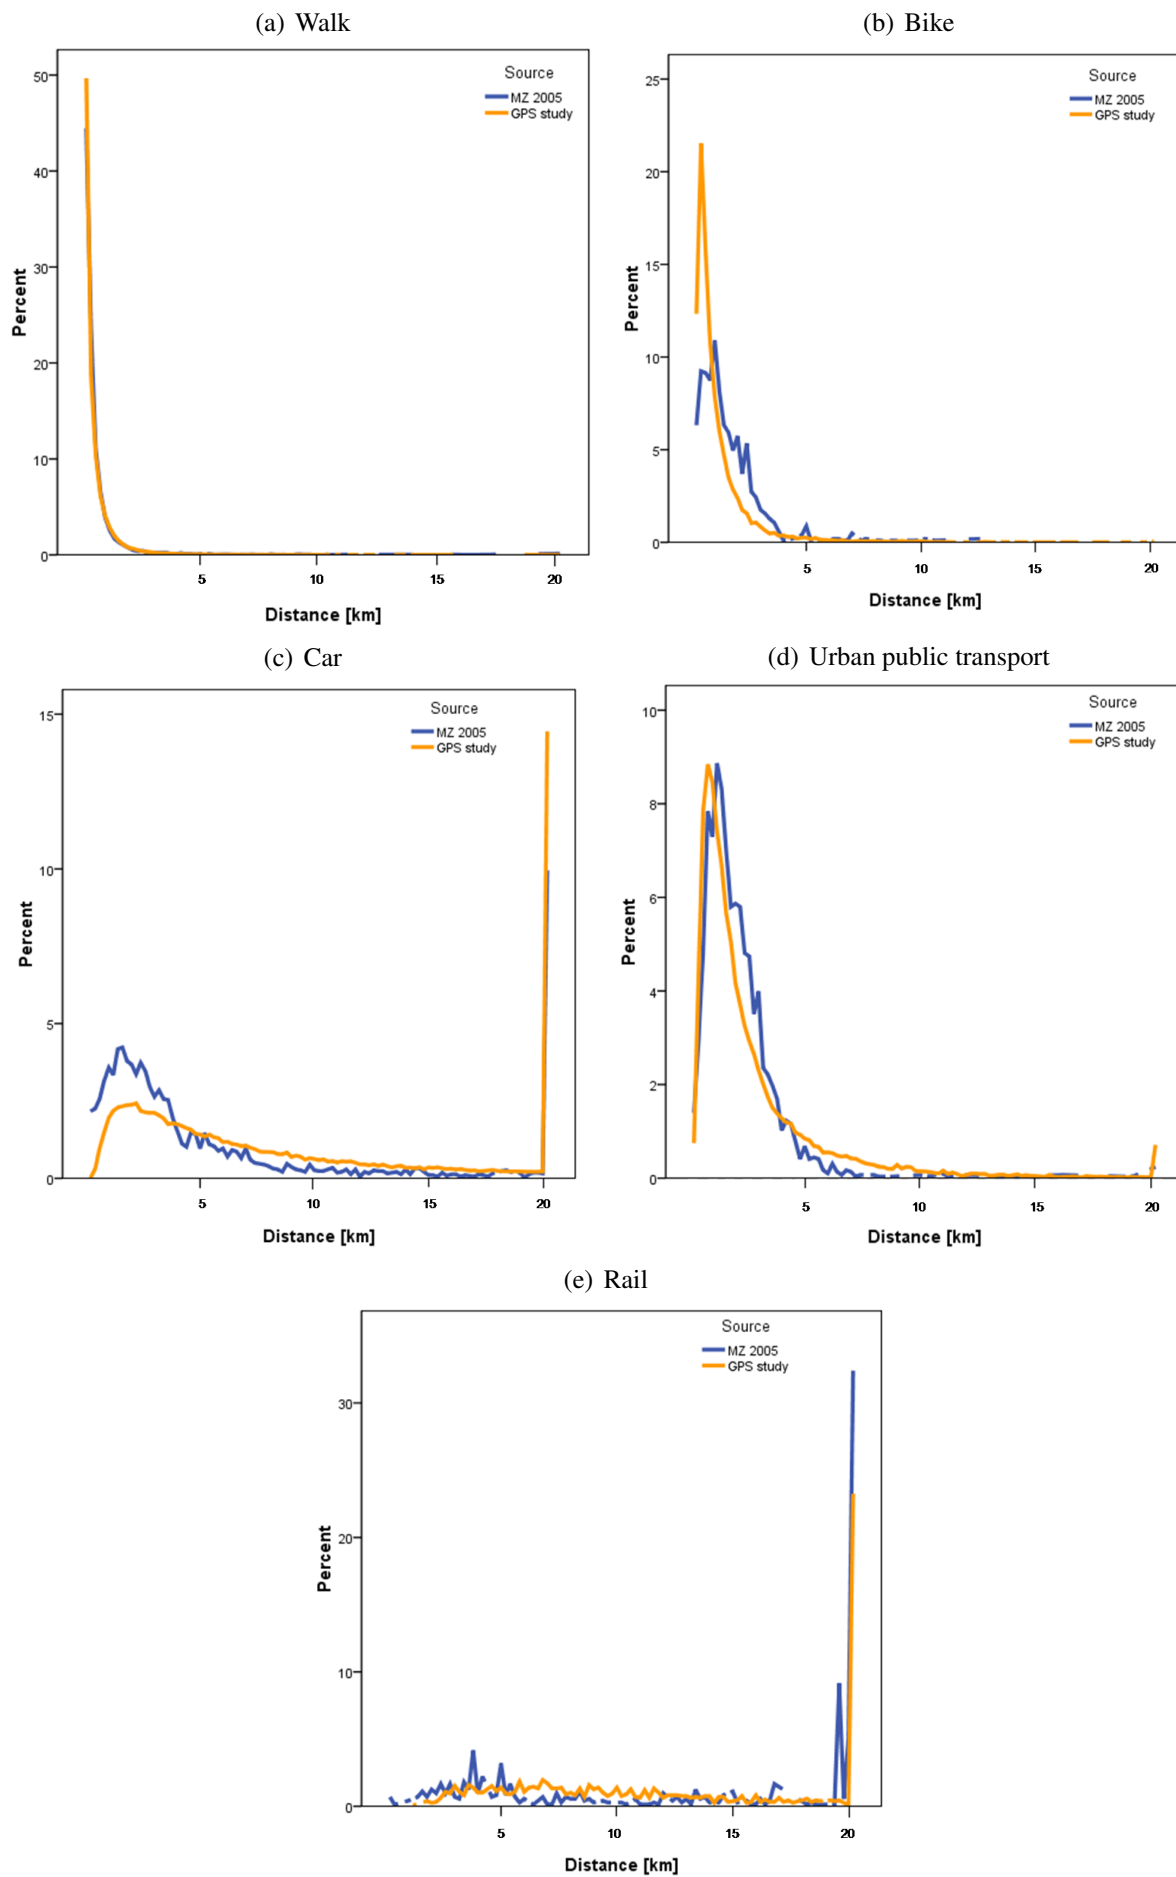 (a) Walk
(b) Bike
Source
MZ 2005
GPS study
50
40
30
20
10
0
Percent
5
10
15
20
Distance [km]
Source
MZ 2005
GPS study
25
20
15
10
5
0
Percent
5
10
15
20
Distance [km]
(c) Car
(d) Urban public transport
Source
MZ 2005
GPS study
15
10
5
0
Percent
5
10
15
20
Distance [km]
Source
MZ 2005
GPS study
10
8
6
4
2
0
Percent
5
10
15
20
Distance [km]
(e) Rail
Source
MZ 2005
GPS study
30
20
10
0
Percent
5
10
15
20
Distance [km]